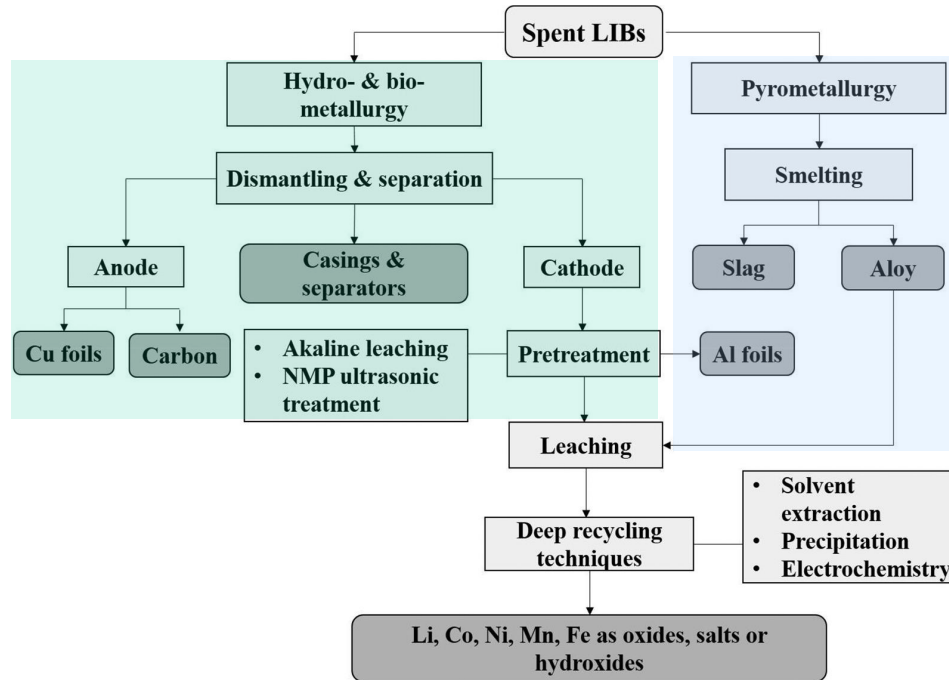 Spent LIBs
Hydro- & bio-
metallurgy
Pyrometallurgy
Dismantling & separation
Smelting
Anode
Casings &
separators
Cathode
Slag
Aloy
Cu foils
Carbon
• Akaline leaching
• NMP ultrasonic
treatment
Pretreatment
Al foils
Leaching
Deep recycling
techniques
• Solvent
extraction
• Precipitation
• Electrochemistry
Li, Co, Ni, Mn, Fe as oxides, salts or
hydroxides